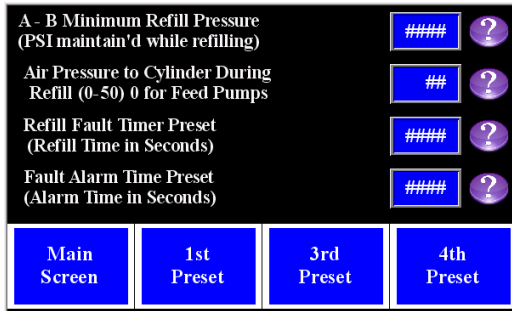 A - B Minimum Refill Pressure
(PSI maintain'd while refilling)
####
?
Air Pressure to Cylinder During
Refill (0-50) 0 for Feed Pumps
##
?
Refill Fault Timer Preset
(Refill Time in Seconds)
####
?
Fault Alarm Time Preset
(Alarm Time in Seconds)
####
?
Main
Screen
1st
Preset
3rd
Preset
4th
Preset